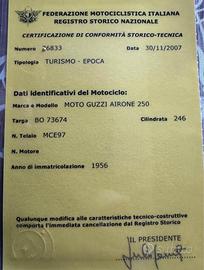 FEDERAZIONE MOTOCICLISTICA ITALIANA
REGISTRO STORICO NAZIONALE
CERTIFICAZIONE DI CONFORMITÀ STORICO-TECNICA
Numero 26833 Data 30/11/2007
Tipologia TURISMO - EPOCA
Dati Identificativi del Motociclo:
Marca e Modello MOTO GUZZI AIRONE 250
Targa BO 73674 Cilindrata 246
N. Telaio MCE97
N. Motore
Anno di immatricolazione 1956
Qualunque modifica alle caratteristiche tecnico-costruttive
comporta l'immediata cancellazione dal Registro Storico
IL PRESIDENTE